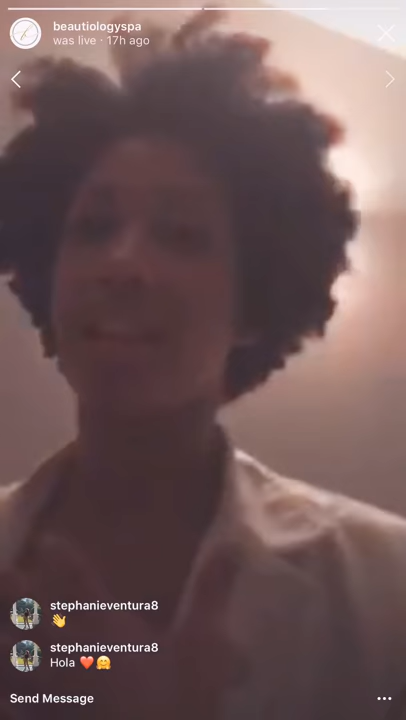 beautiologyspa
was live · 17h ago
stephanieventura8
👋
stephanieventura8
Hola ❤️🤗
Send Message